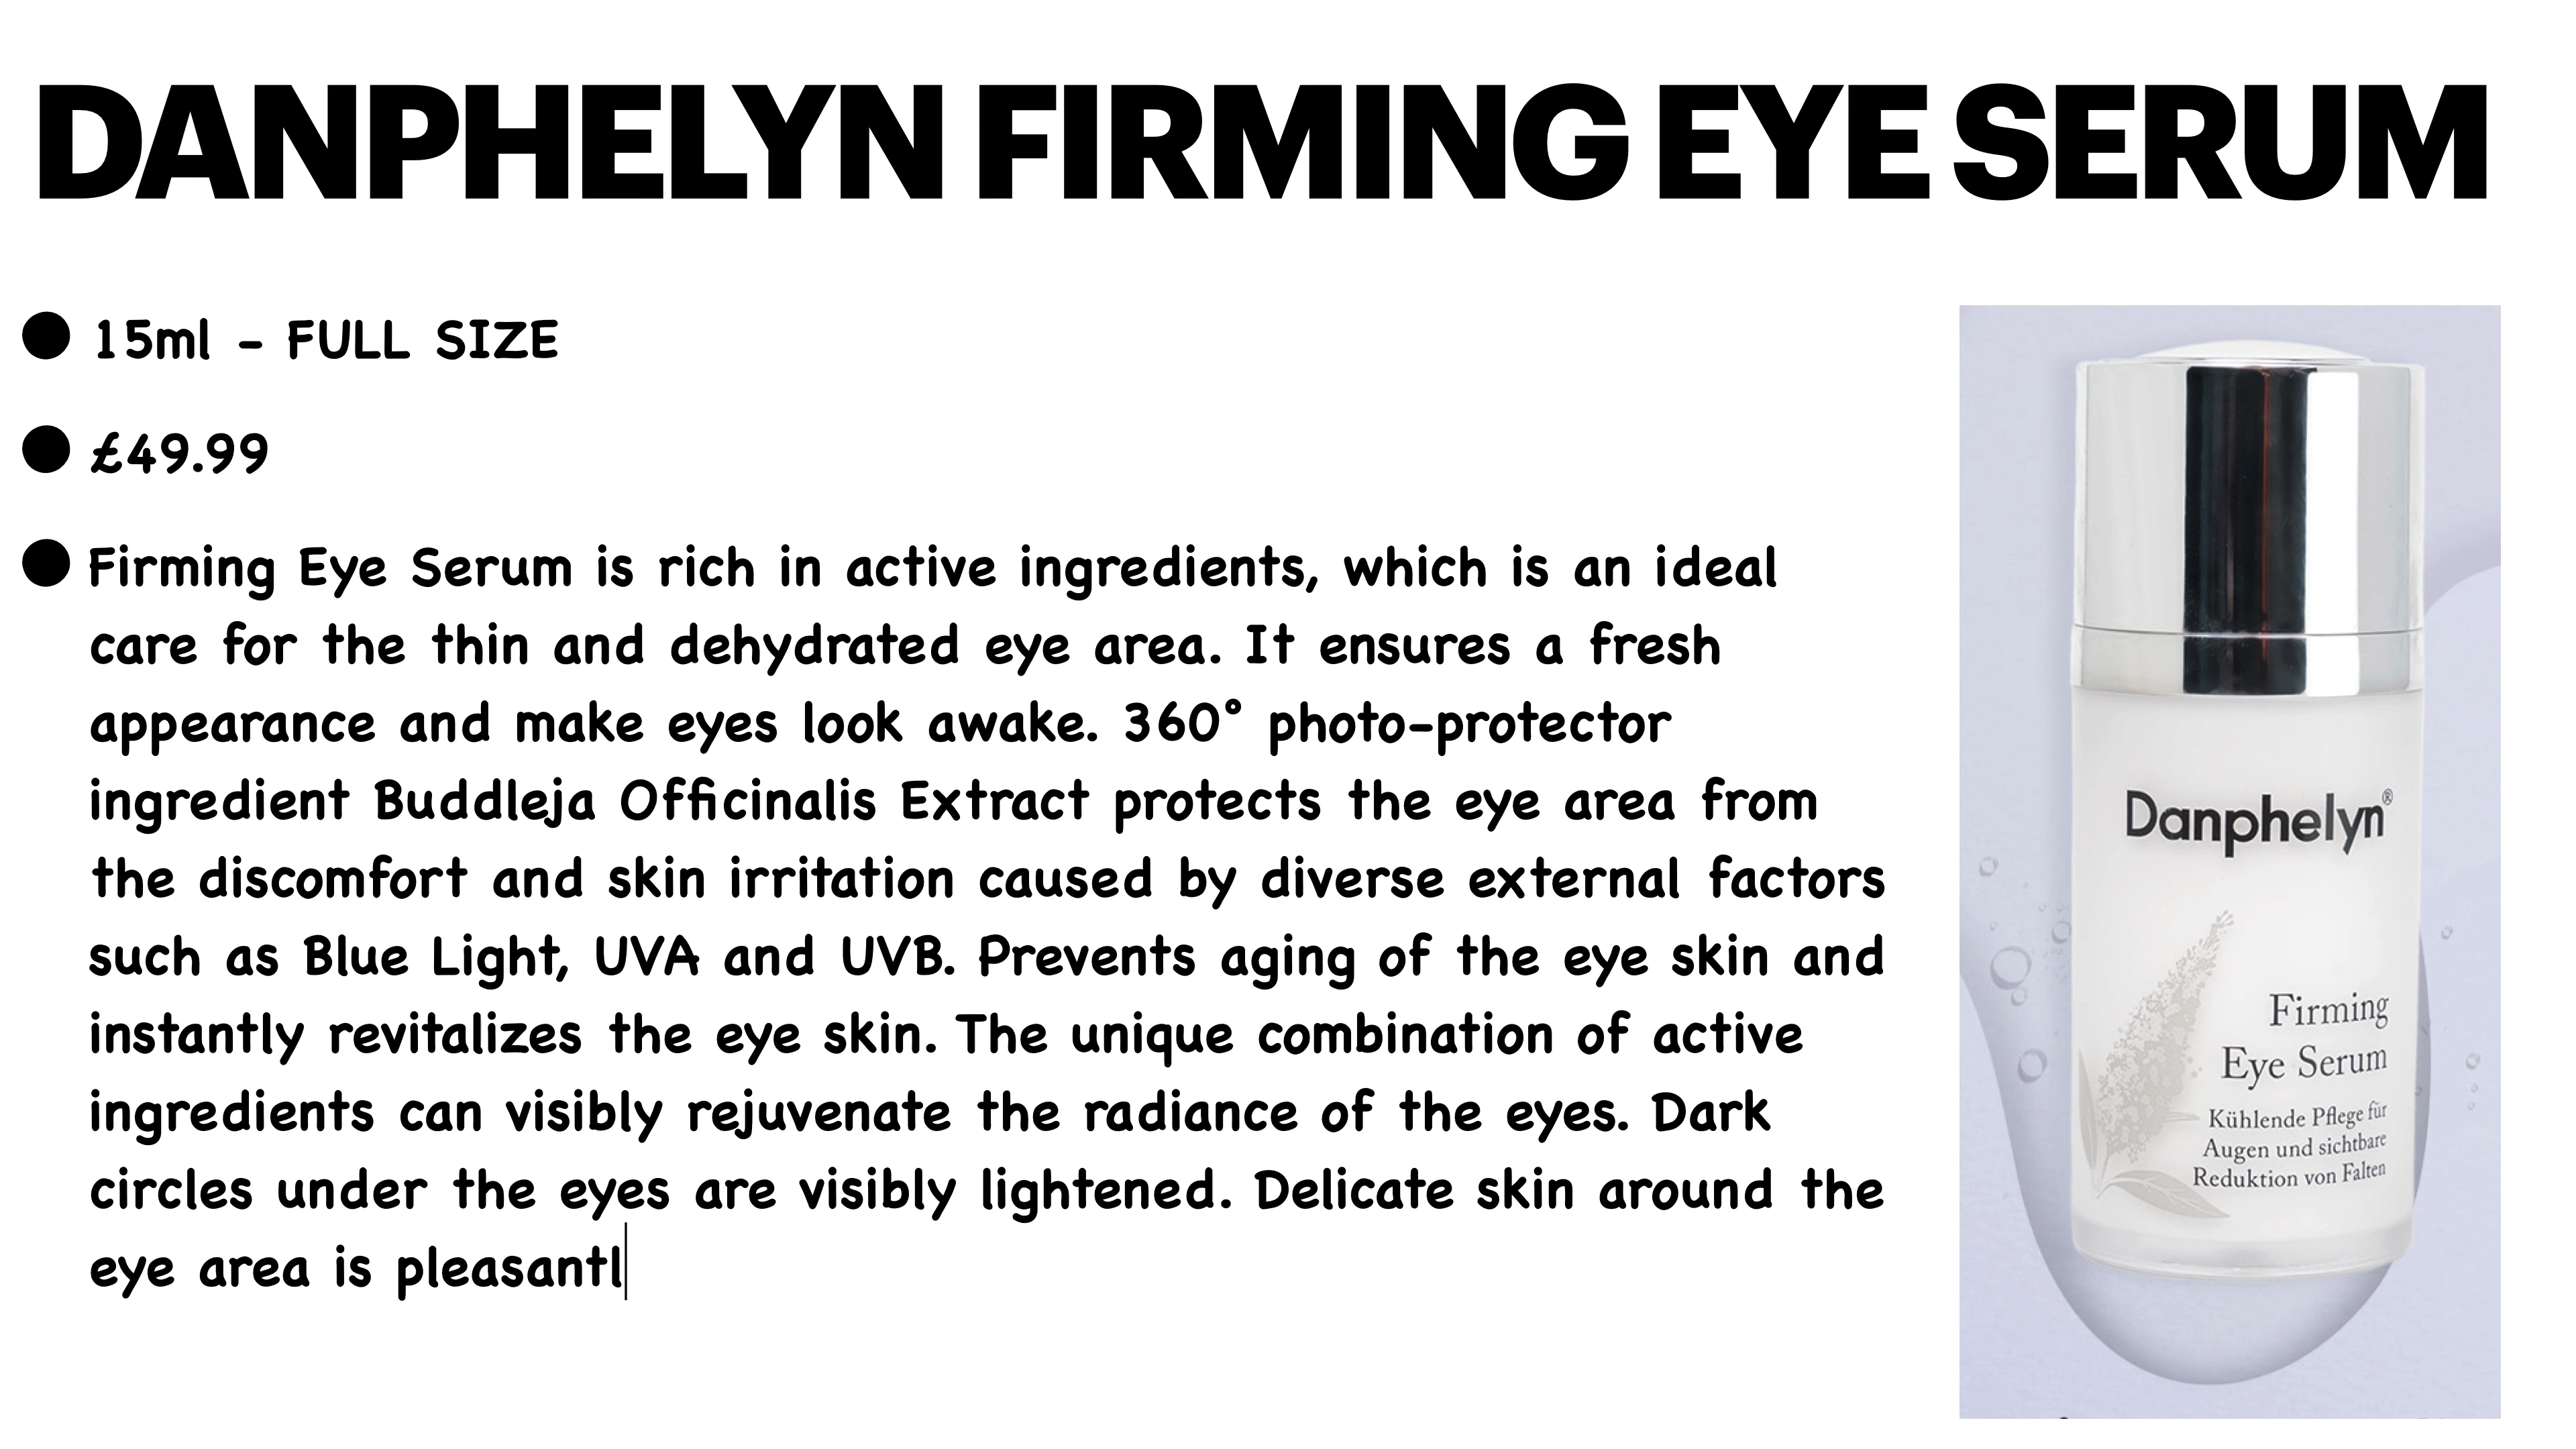 DANPHELYN FIRMING EYE SERUM
15ml - FULL SIZE
£49.99
Firming Eye Serum is rich in active ingredients, which is an ideal
care for the thin and dehydrated eye area. It ensures a fresh
appearance and make eyes look awake. 360° photo-protector
ingredient Buddleja Officinalis Extract protects the eye area from
the discomfort and skin irritation caused by diverse external factors
such as Blue Light, UVA and UVB. Prevents aging of the eye skin and
instantly revitalizes the eye skin. The unique combination of active
ingredients can visibly rejuvenate the radiance of the eyes. Dark
circles under the eyes are visibly lightened. Delicate skin around the
eye area is pleasantl
Danphelyn®
Firming
Eye Serum
Kühlende Pflege für
Augen und sichtbare
Reduktion von Falten